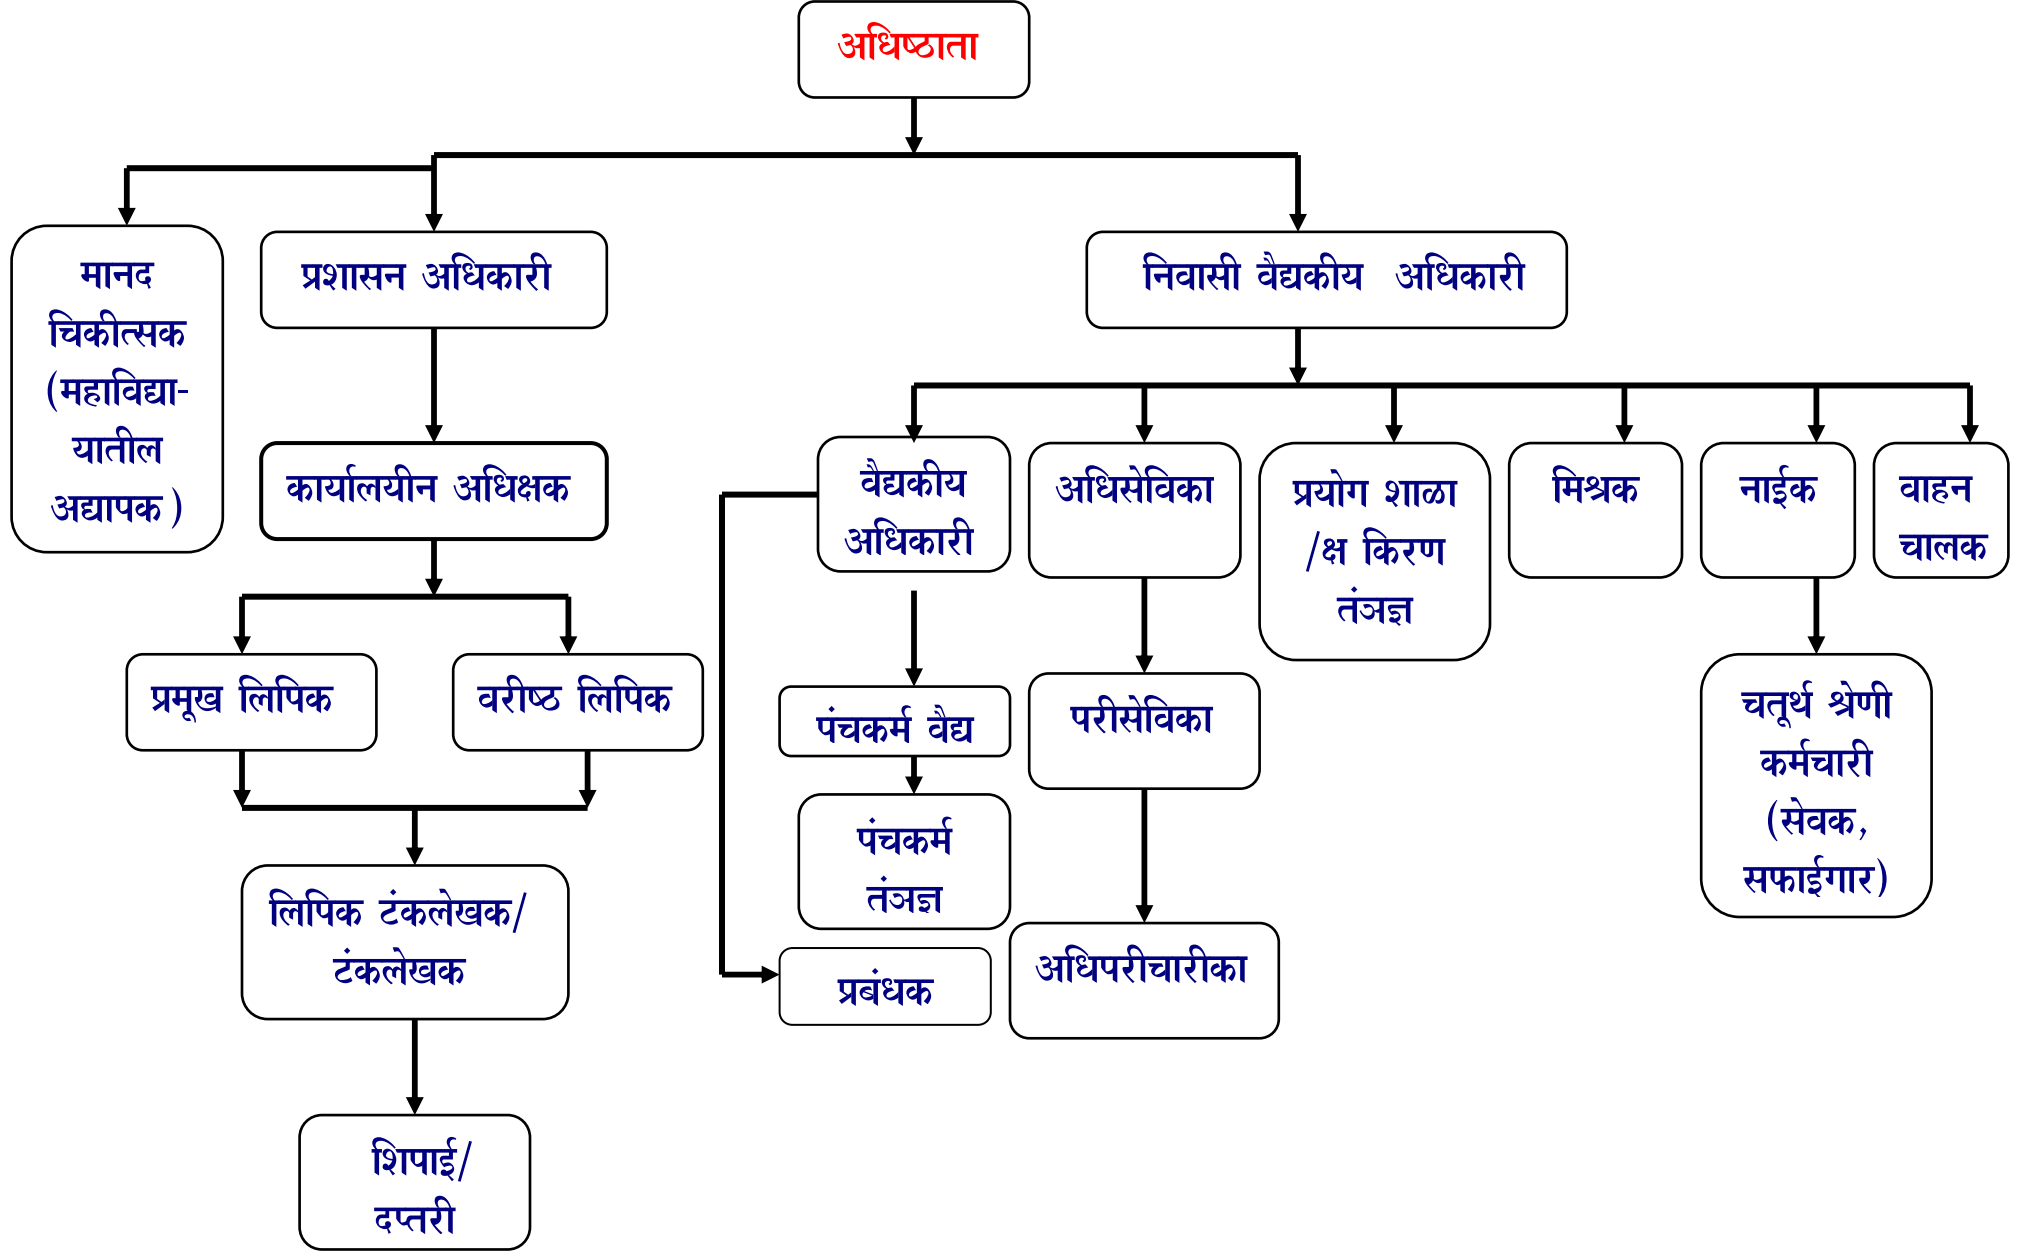 अधिष्ठाता
मानद
चिकीत्सक
(महाविद्या-
यातील
अद्यापक)
प्रशासन अधिकारी
निवासी वैद्यकीय अधिकारी
कार्यालयीन अधिक्षक
वैद्यकीय
अधिकारी
अधिसेविका
प्रयोग शाळा
/क्ष किरण
तंञज्ञ
मिश्रक
नाईक
वाहन
चालक
प्रमूख लिपिक
वरीष्ठ लिपिक
पंचकर्म वैद्य
परीसेविका
चतूर्थ श्रेणी
कर्मचारी
(सेवक,
सफाईगार)
पंचकर्म
तंञज्ञ
लिपिक टंकलेखक/
टंकलेखक
प्रबंधक
अधिपरीचारीका
शिपाई/
दप्तरी